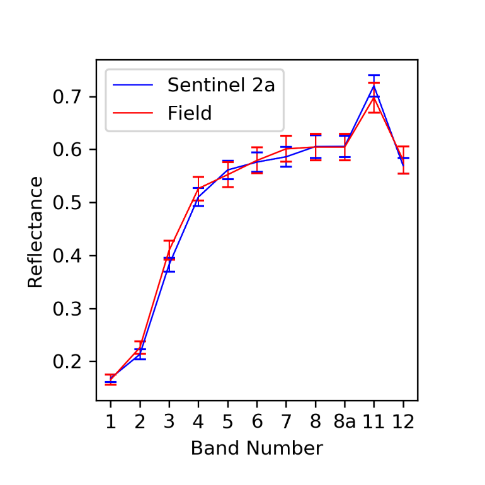 Sentinel 2a
Field
0.7
0.6
0.5
0.4
0.3
0.2
Reflectance
1 2 3 4 5 6 7 8 8a 11 12
Band Number